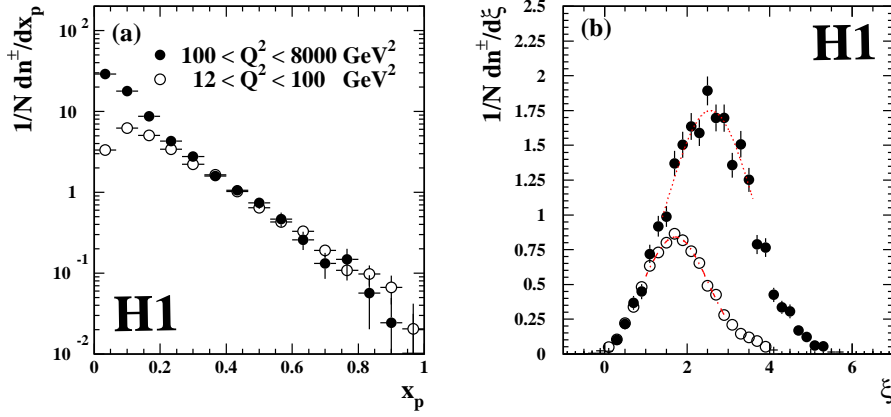 1/N dn±/dx_p
10²
10
1
10⁻¹
10⁻²
(a)
100 < Q² < 8000 GeV²
12 < Q² < 100 GeV²
H1
0 0.2 0.4 0.6 0.8 1
x_p
1/N dn±/dξ
2.5
2.25
2
1.75
1.5
1.25
1
0.75
0.5
0.25
0
(b)
H1
0 2 4 6
ξ